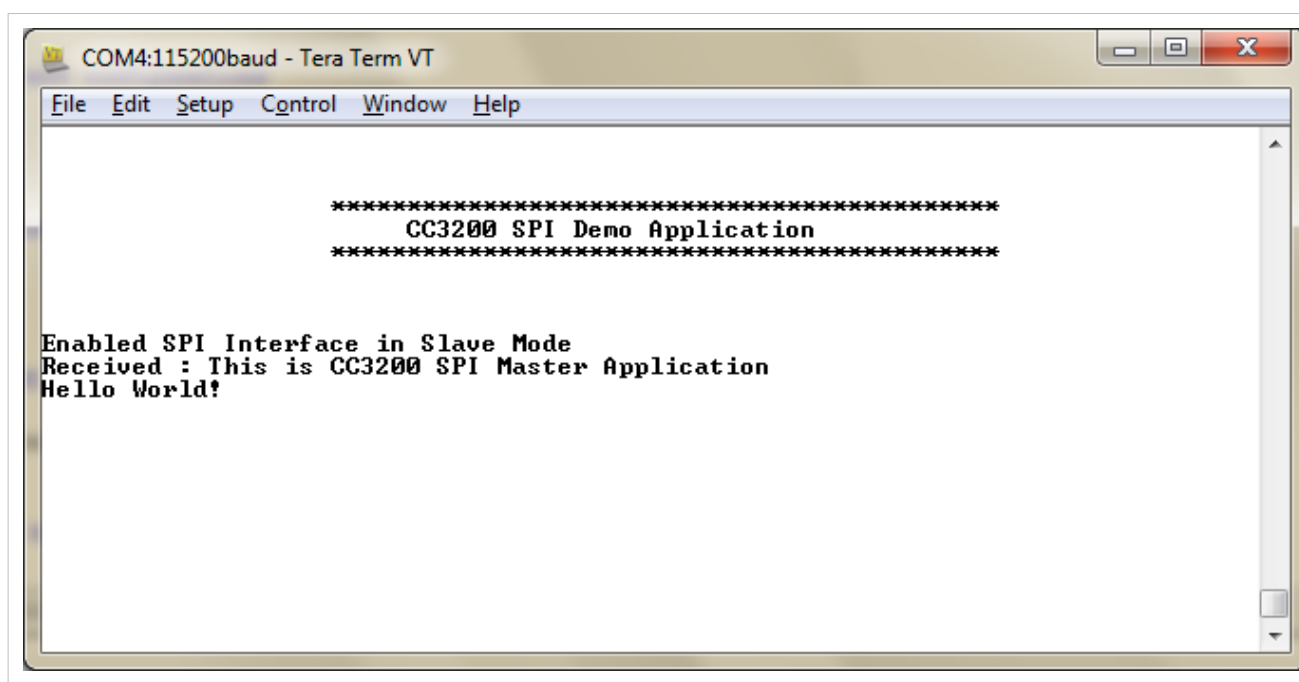 COM4:115200baud - Tera Term VT
File Edit Setup Control Window Help
********************************************
CC3200 SPI Demo Application
********************************************
Enabled SPI Interface in Slave Mode
Received : This is CC3200 SPI Master Application
Hello World!